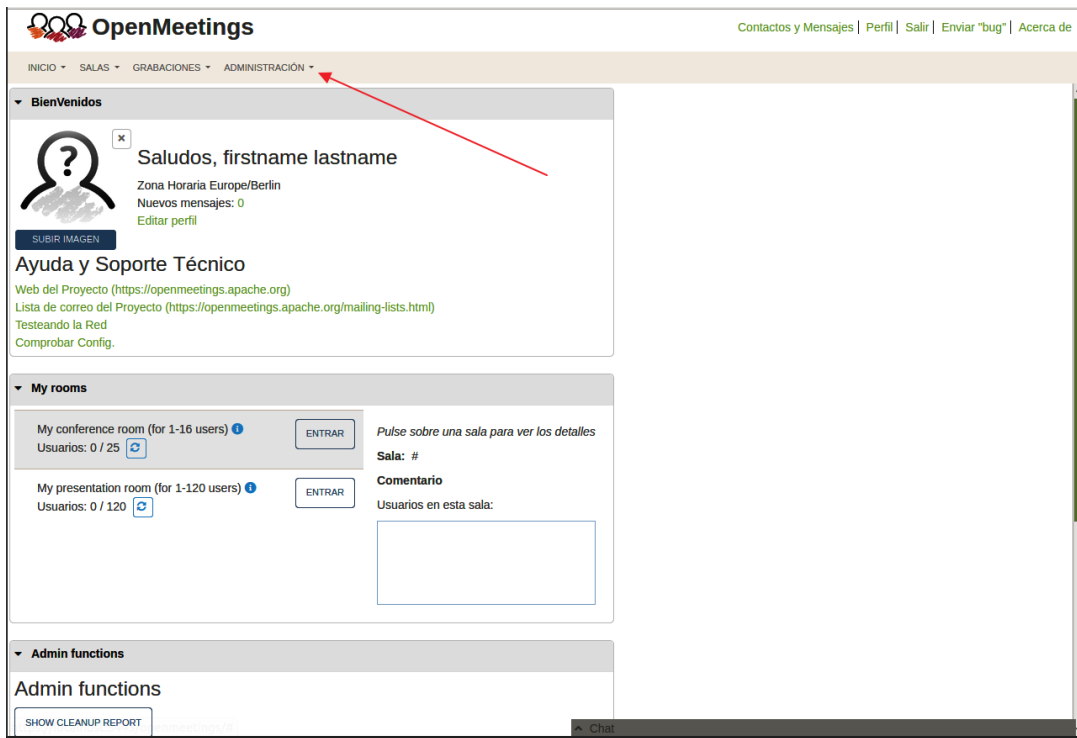 OpenMeetings
Contactos y Mensajes | Perfil | Salir | Enviar "bug" | Acerca de
INICIO SALAS GRABACIONES ADMINISTRACIÓN
BienVenidos
Saludos, firstname lastname
Zona Horaria Europe/Berlin
Nuevos mensajes: 0
Editar perfil
SUBIR IMAGEN
Ayuda y Soporte Técnico
Web del Proyecto (https://openmeetings.apache.org)
Lista de correo del Proyecto (https://openmeetings.apache.org/mailing-lists.html)
Testeando la Red
Comprobar Config.
My rooms
My conference room (for 1-16 users)
Usuarios: 0 / 25
ENTRAR
My presentation room (for 1-120 users)
Usuarios: 0 / 120
ENTRAR
Pulse sobre una sala para ver los detalles
Sala: #
Comentario
Usuarios en esta sala:
Admin functions
Admin functions
SHOW CLEANUP REPORT
Chat